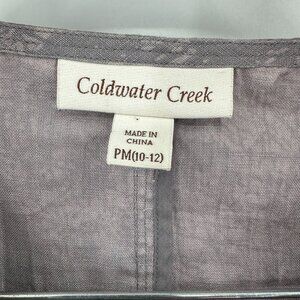 Coldwater Creek
MADE IN
CHINA
PM(10-12)